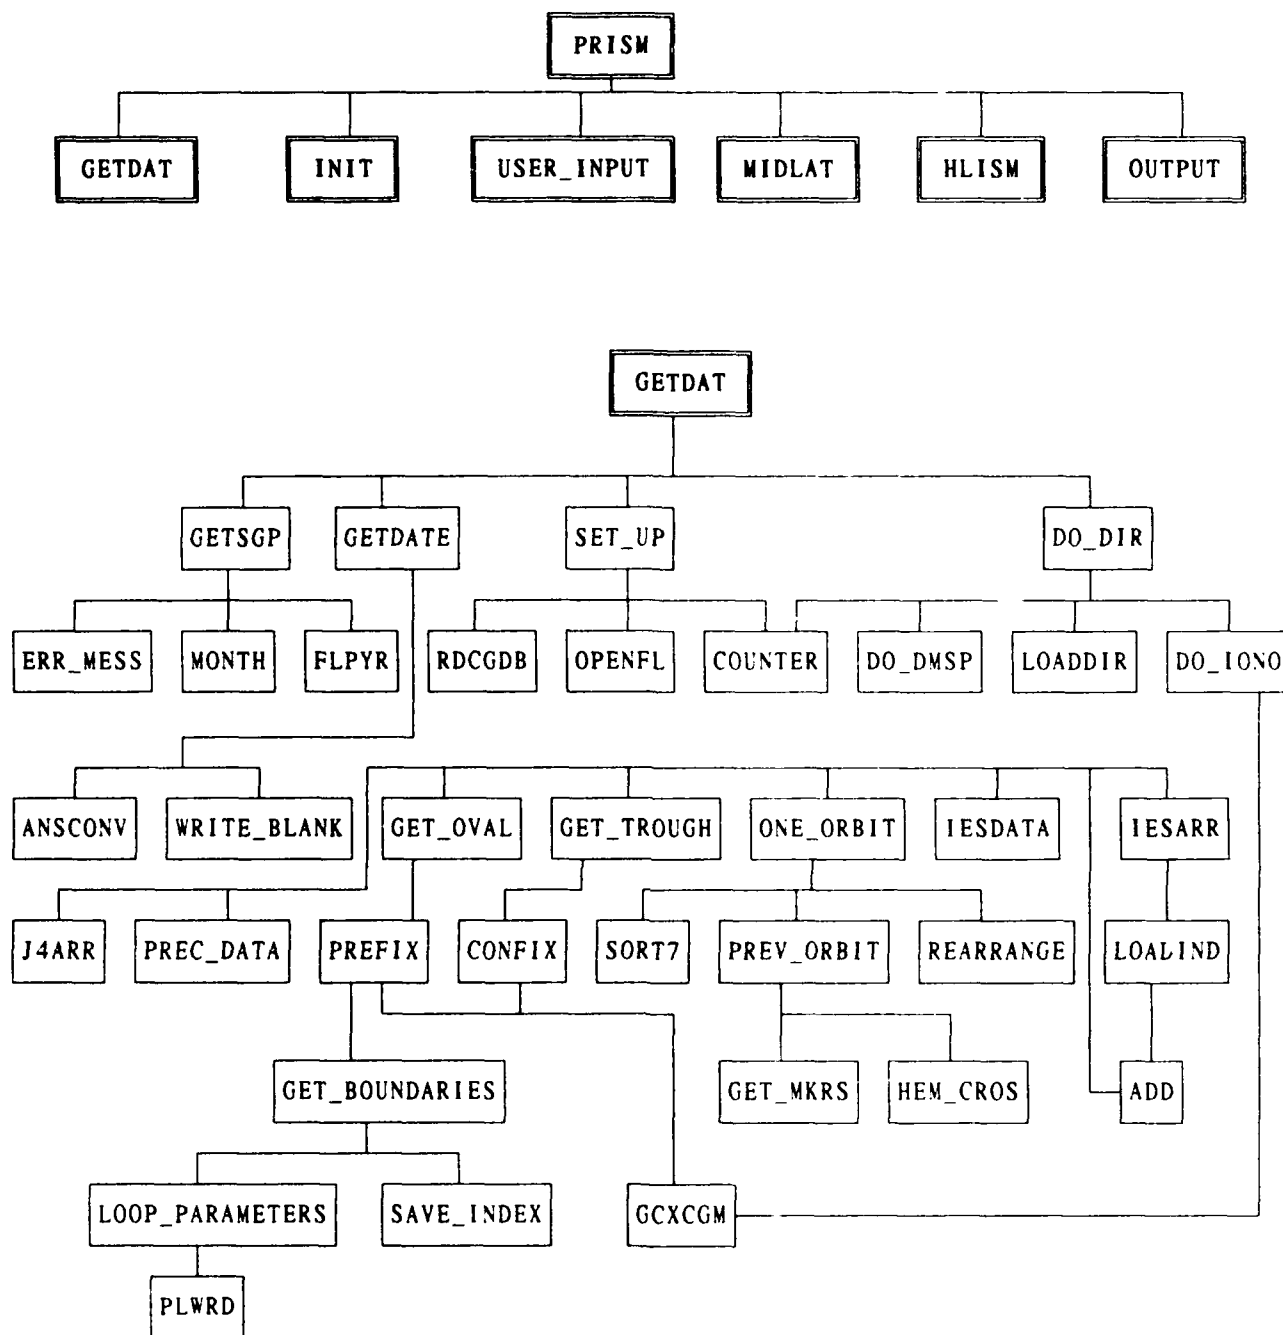 PRISM
GETDAT INIT USER_INPUT MIDLAT HLISM OUTPUT
GETDAT
GETSGP GETDATE SET_UP DO_DIR
ERR_MESS MONTH FLPYR RDCGDB OPENFL COUNTER DO_DMSP LOADDIR DO_IONO
ANSCONV WRITE_BLANK GET_OVAL GET_TROUGH ONE_ORBIT IESDATA IESARR
J4ARR PREC_DATA PREFIX CONFIX SORT7 PREV_ORBIT REARRANGE LOALIND
GET_BOUNDARIES GET_MKRS HEM_CROS ADD
LOOP_PARAMETERS SAVE_INDEX GCXCGM
PLWRD